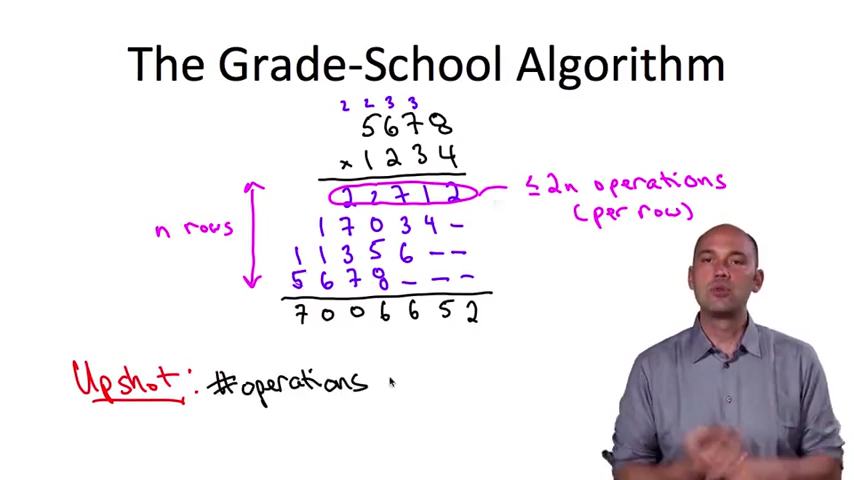 The Grade-School Algorithm
2 2 3 3
5678
x 1234
22712
≤ 2n operations
(per row)
n rows
17034-
11356--
5678---
7006652
Upshot: #operations